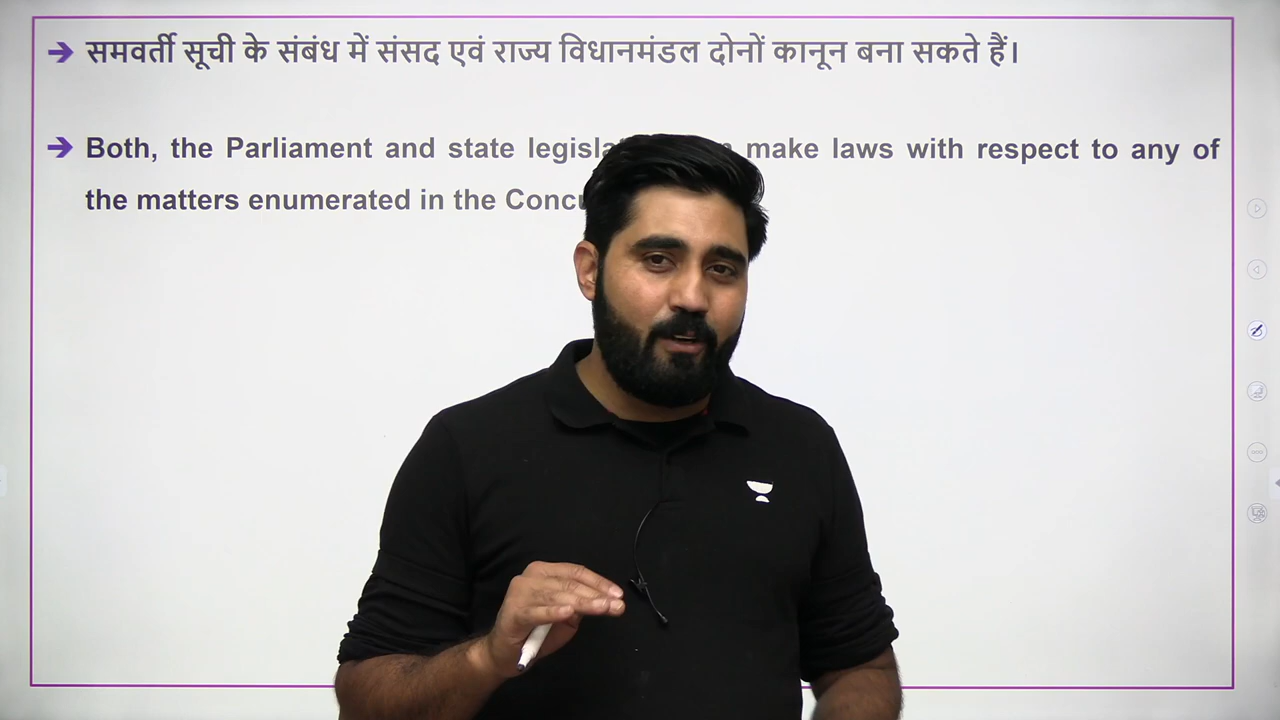 समवर्ती सूची के संबंध में संसद एवं राज्य विधानमंडल दोनों कानून बना सकते हैं।
Both, the Parliament and state make laws with respect to any of
the matters enumerated in the